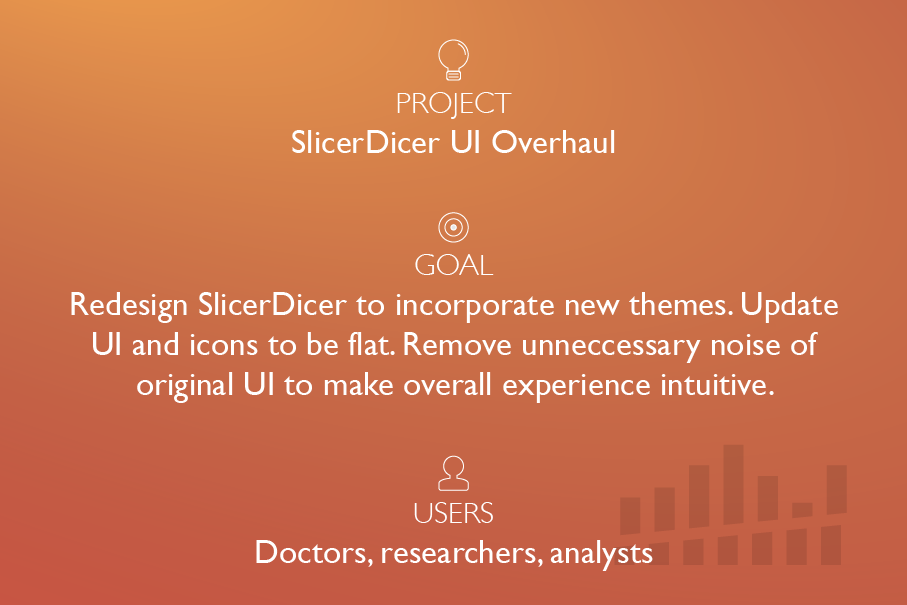 PROJECT
SlicerDicer UI Overhaul
GOAL
Redesign SlicerDicer to incorporate new themes. Update
UI and icons to be flat. Remove unneccessary noise of
original UI to make overall experience intuitive.
USERS
Doctors, researchers, analysts